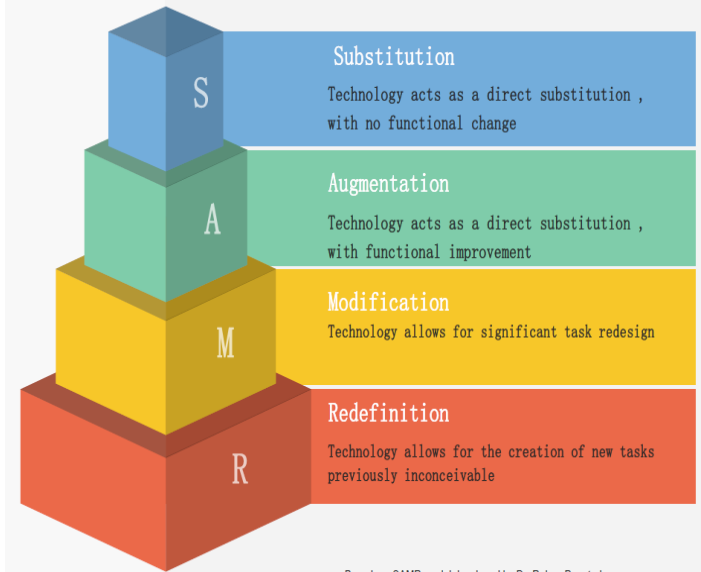 S
Substitution
Technology acts as a direct substitution ,
with no functional change
A
Augmentation
Technology acts as a direct substitution ,
with functional improvement
M
Modification
Technology allows for significant task redesign
R
Redefinition
Technology allows for the creation of new tasks
previously inconceivable